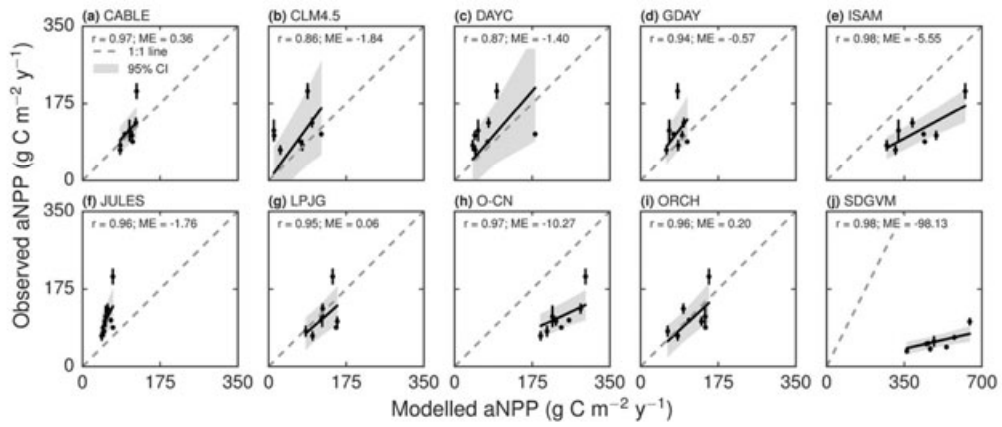 (a) CABLE
(b) CLM4.5
(c) DAYC
(d) GDAY
(e) ISAM
350
r = 0.97; ME = 0.36
r = 0.86; ME = -1.84
r = 0.87; ME = -1.40
r = 0.94; ME = -0.57
r = 0.98; ME = -5.55
1:1 line
95% CI
175
0
(f) JULES
(g) LPJG
(h) O-CN
(i) ORCH
(j) SDGVM
350
r = 0.96; ME = -1.76
r = 0.95; ME = 0.06
r = 0.97; ME = -10.27
r = 0.96; ME = 0.20
r = 0.98; ME = -98.13
175
0
0 175 350
0 175 350
0 175 350
0 175 350
350 700
Observed aNPP (g C m⁻² y⁻¹)
Modelled aNPP (g C m⁻² y⁻¹)